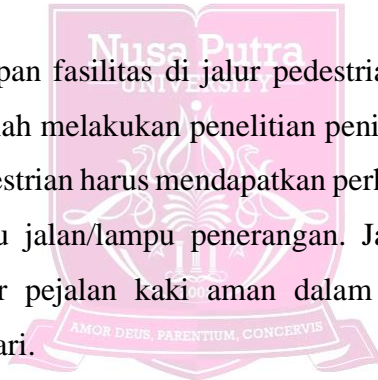 Nusa Putra
pan fasilitas di jalur pedestria
UNIVERSITY
ah melakukan penelitian peni
estrian harus mendapatkan perh
u jalan/lampu penerangan. Ja
r pejalan kaki aman dalam
AMOR DEUS, PARENTIUM, CONCERVIS
ari.